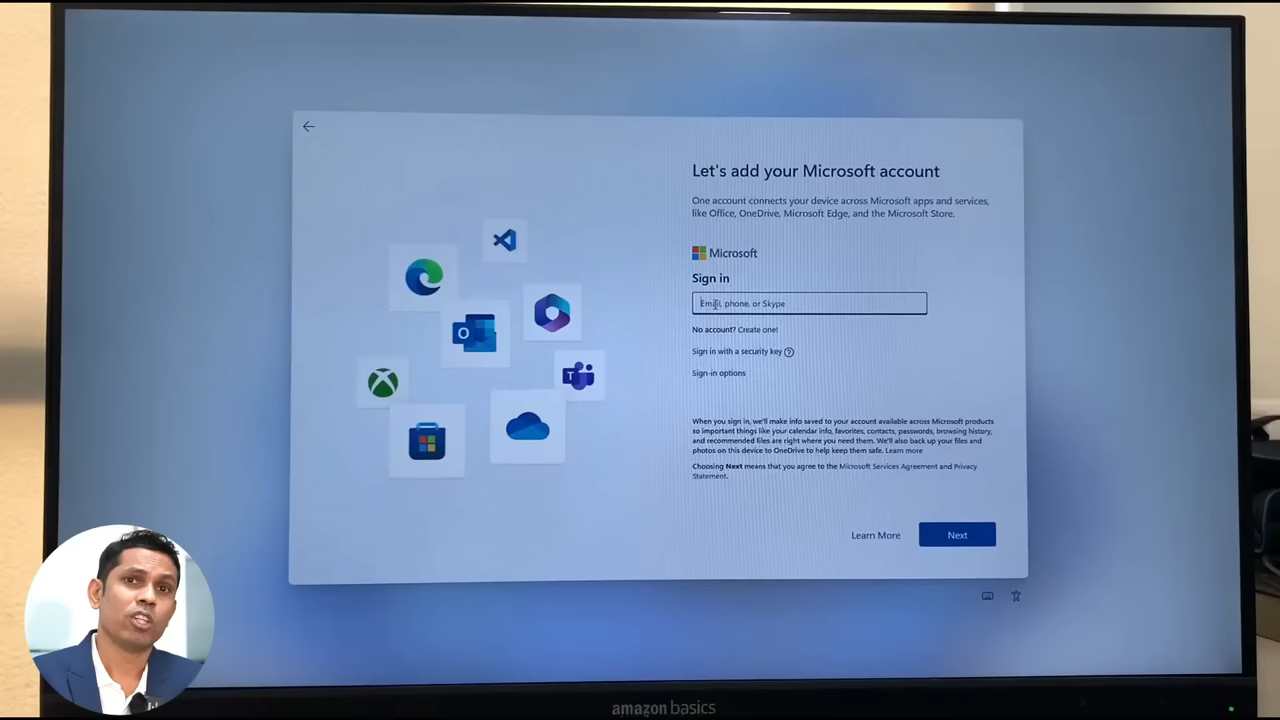 Let's add your Microsoft account
One account connects your device across Microsoft apps and services,
like Office, OneDrive, Microsoft Edge, and the Microsoft Store.
Microsoft
Sign in
Email, phone, or Skype
No account? Create one!
Sign in with a security key
Sign-in options
When you sign in, we'll make info saved to your account available across Microsoft products
so important things like your calendar info, favorites, contacts, passwords, browsing history,
and recommended files are right where you need them. We'll also back up your files and
photos on this device to OneDrive to help keep them safe. Learn more
Choosing Next means that you agree to the Microsoft Services Agreement and Privacy
Statement.
Learn More
Next
amazon basics